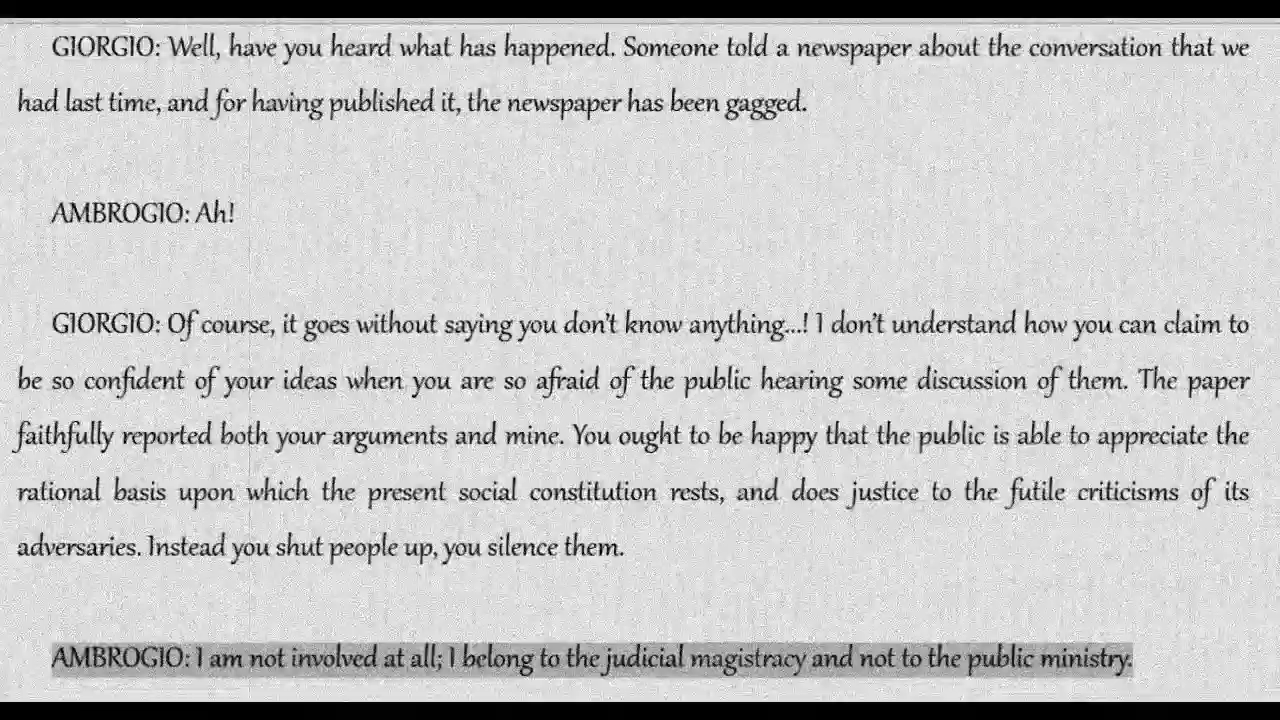 GIORGIO: Well, have you heard what has happened. Someone told a newspaper about the conversation that we
had last time, and for having published it, the newspaper has been gagged.
AMBROGIO: Ah!
GIORGIO: Of course, it goes without saying you don't know anything...! I don't understand how you can claim to
be so confident of your ideas when you are so afraid of the public hearing some discussion of them. The paper
faithfully reported both your arguments and mine. You ought to be happy that the public is able to appreciate the
rational basis upon which the present social constitution rests, and does justice to the futile criticisms of its
adversaries. Instead you shut people up, you silence them.
AMBROGIO: I am not involved at all; I belong to the judicial magistracy and not to the public ministry.